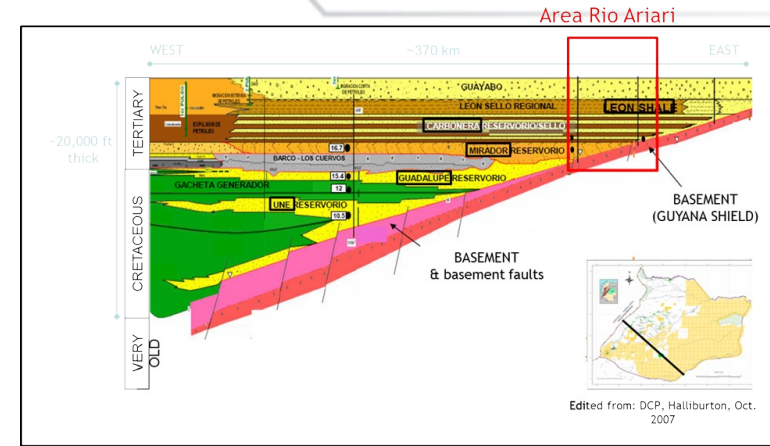 Area Rio Ariari
WEST
~370 km
EAST
GUAYABO
LEON SELLO REGIONAL
LEON SHALE
CARBONERA RESERVORIO/SELLO
16.7
MIRADOR RESERVORIO
BARCO - LOS CUERVOS
15.4
GUADALUPE RESERVORIO
GACHETA GENERADOR
12
UNE RESERVORIO
10.5
TERTIARY
CRETACEOUS
VERY
OLD
~20,000 ft
thick
BASEMENT
(GUYANA SHIELD)
BASEMENT
& basement faults
Edited from: DCP, Halliburton, Oct.
2007